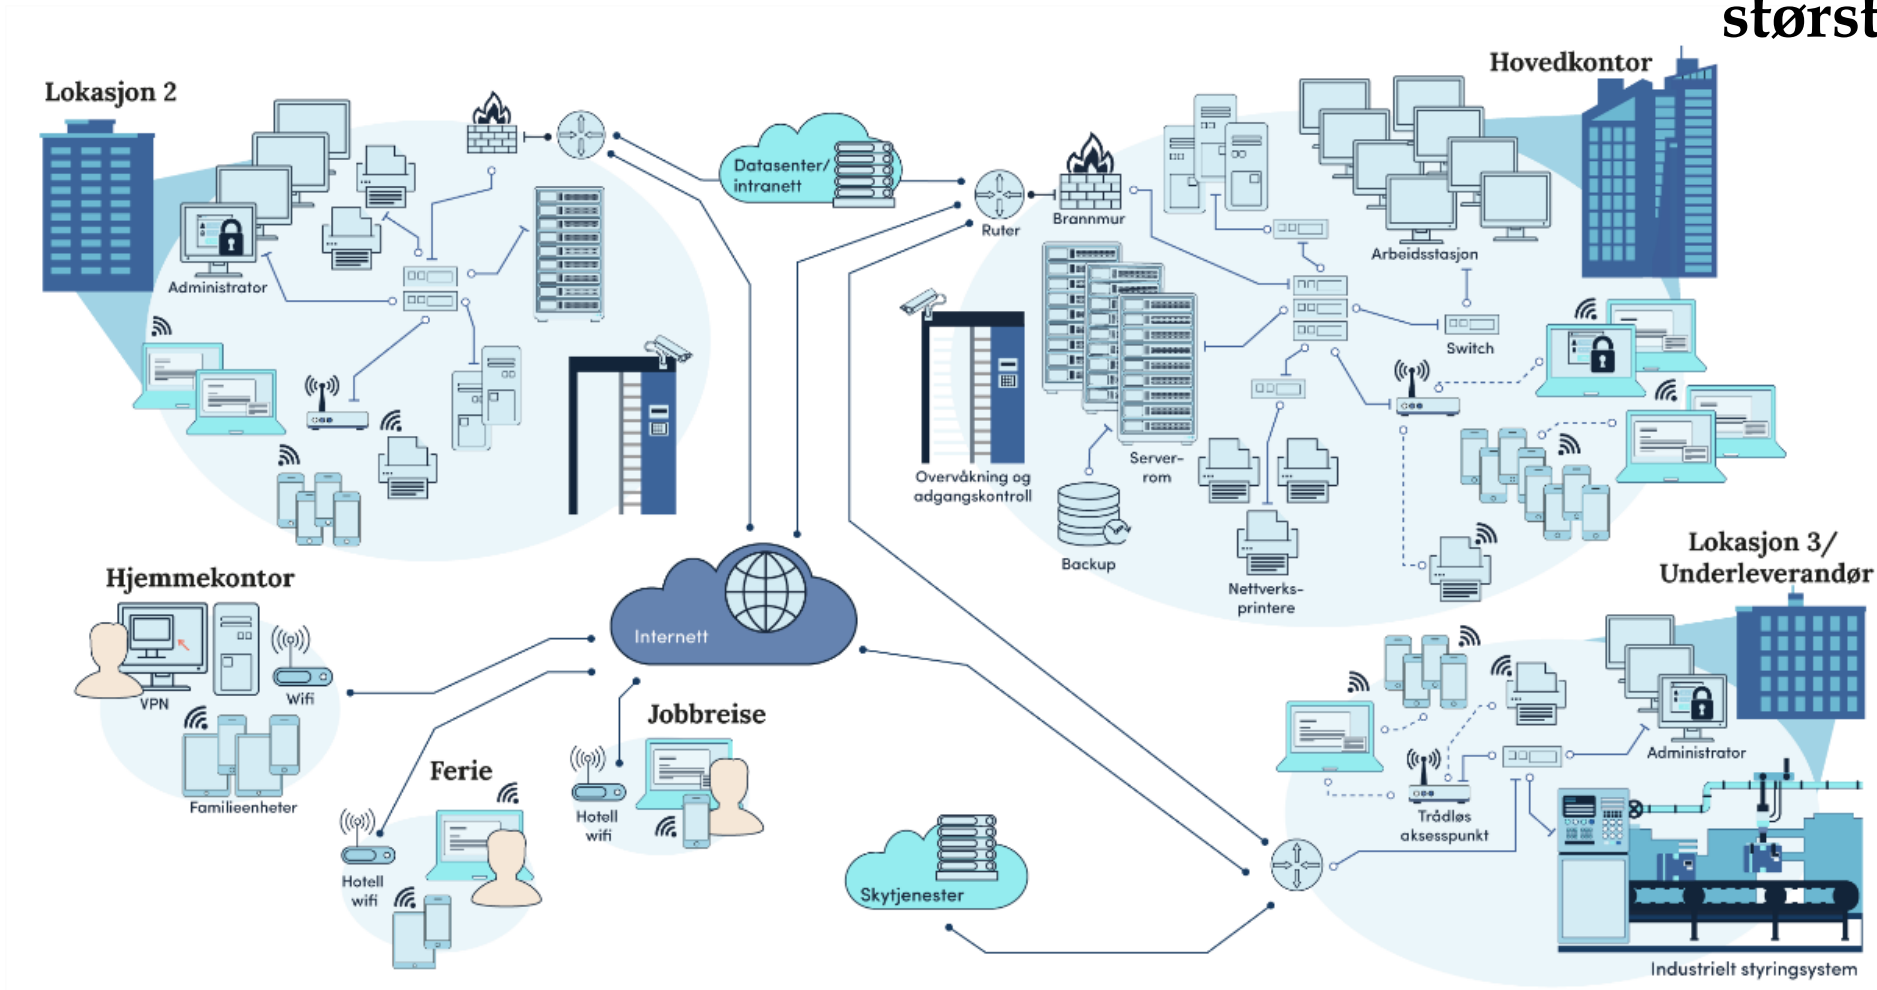 størst
Hovedkontor
Lokasjon 2
Datasenter/
intranett
Brannmur
Ruter
Arbeidsstasjon
Administrator
Switch
Server-
rom
Overvåkning og
adgangskontroll
Backup
Nettverks-
printere
Lokasjon 3/
Underleverandør
Hjemmekontor
Internett
VPN
Wifi
Jobbreise
Administrator
Ferie
Familieenheter
Hotell
wifi
Trådløs
aksesspunkt
Hotell
wifi
Skytjenester
Industrielt styringsystem